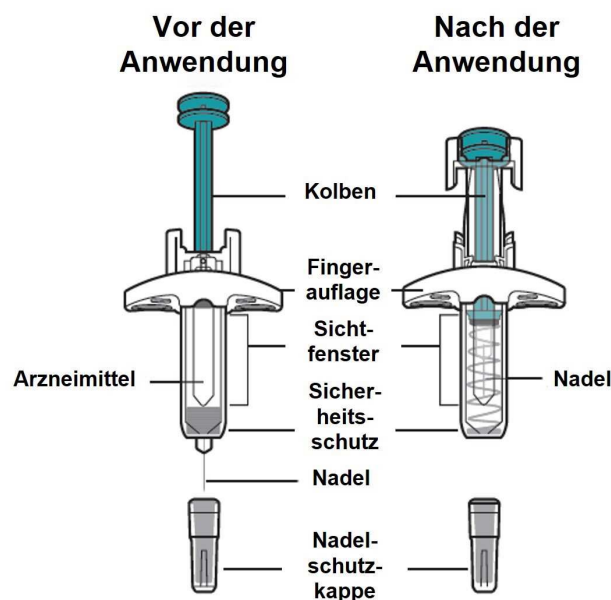 Vor der
Anwendung
Nach der
Anwendung
Kolben
Finger-
auflage
Sicht-
fenster
Arzneimittel
Nadel
Sicher-
heits-
schutz
Nadel
Nadel-
schutz-
kappe